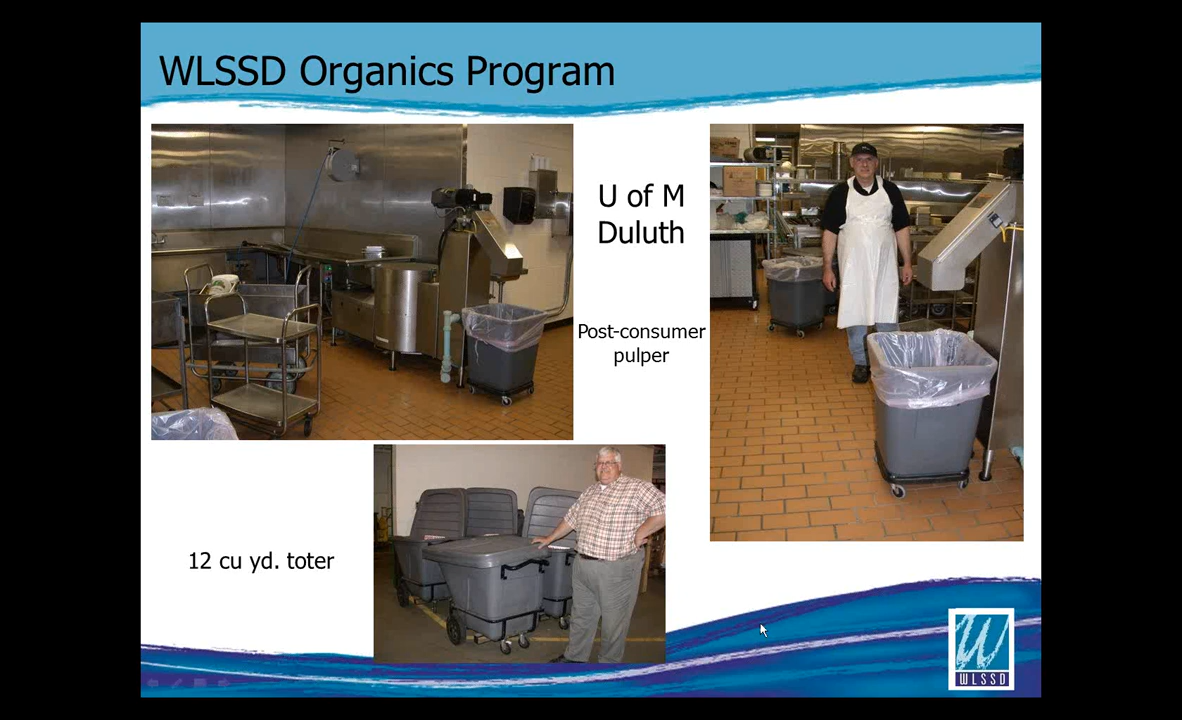 WLSSD Organics Program
U of M
Duluth
Post-consumer
pulper
12 cu yd. toter
W
WLSSD